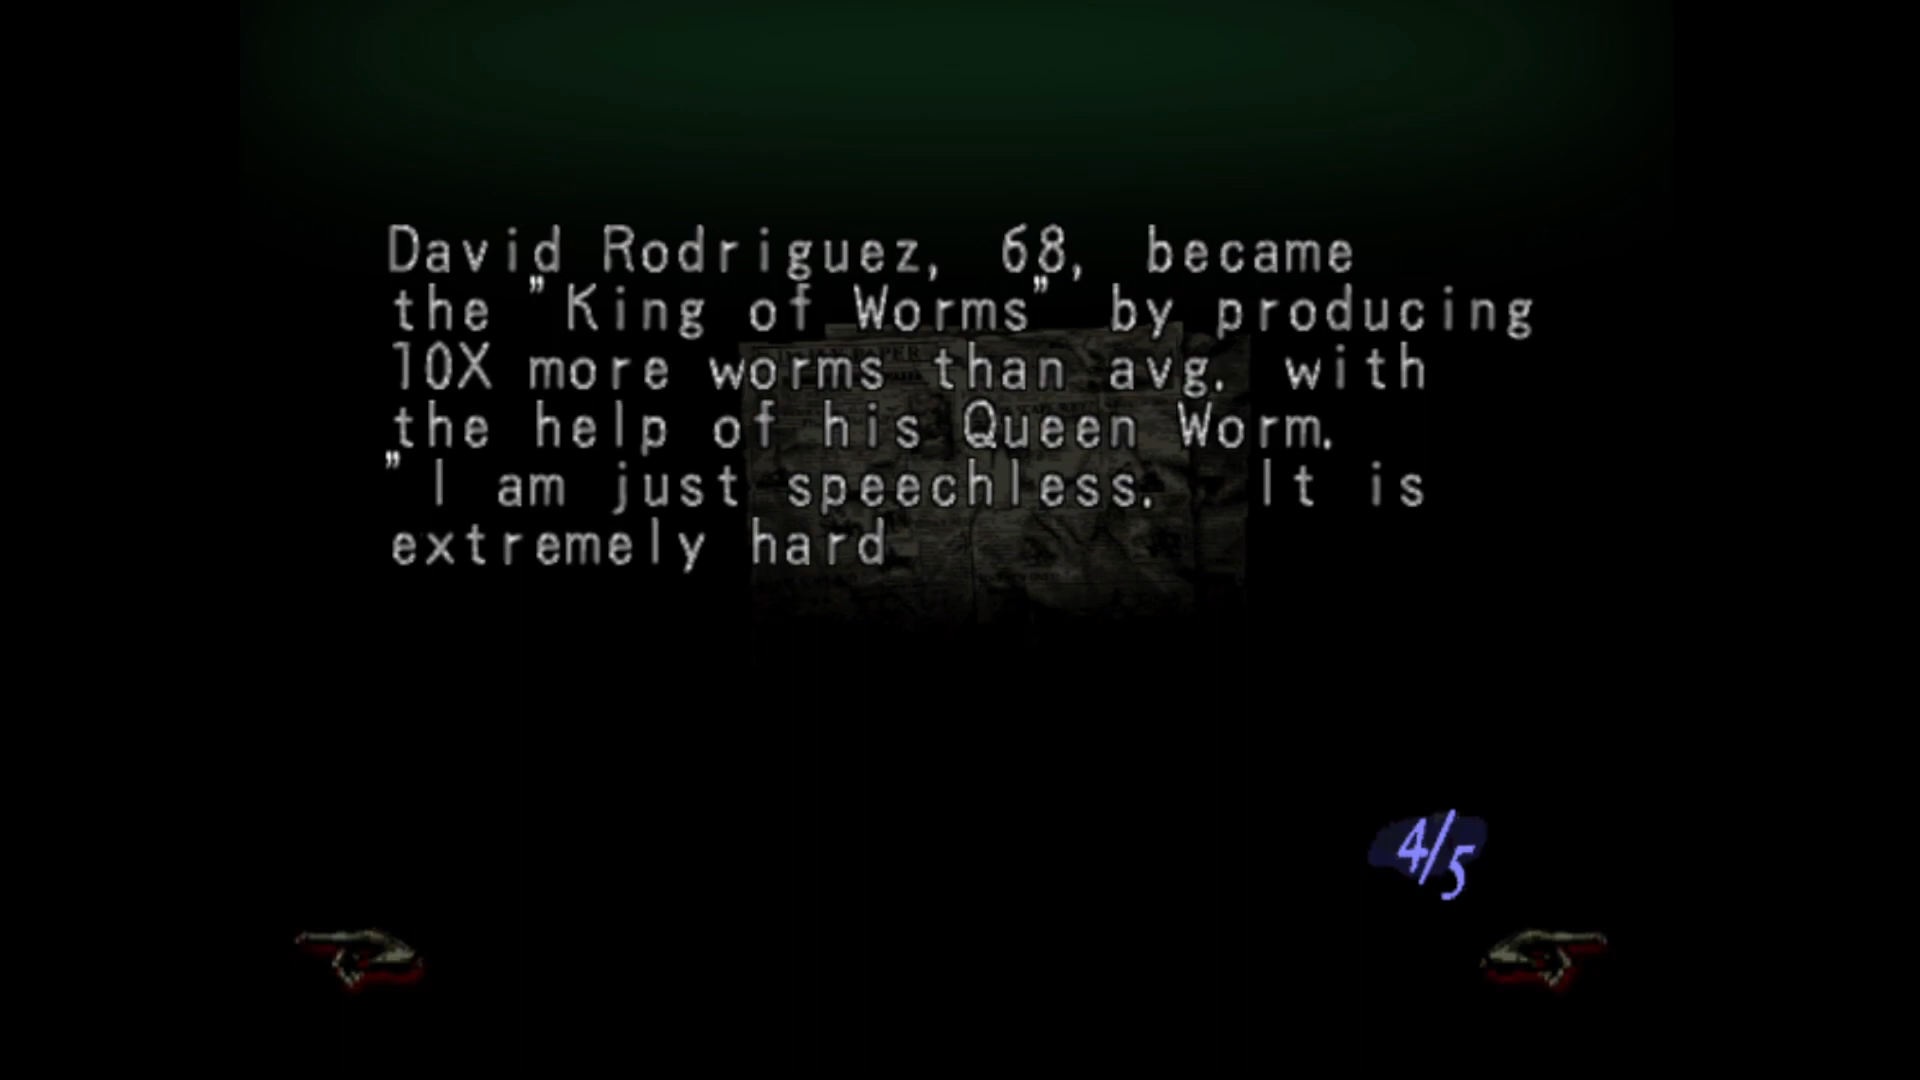 David Rodriguez, 68, became
the "King of Worms" by producing
10X more worms than avg. with
the help of his Queen Worm.
"I am just speechless. It is
extremely hard
4/5